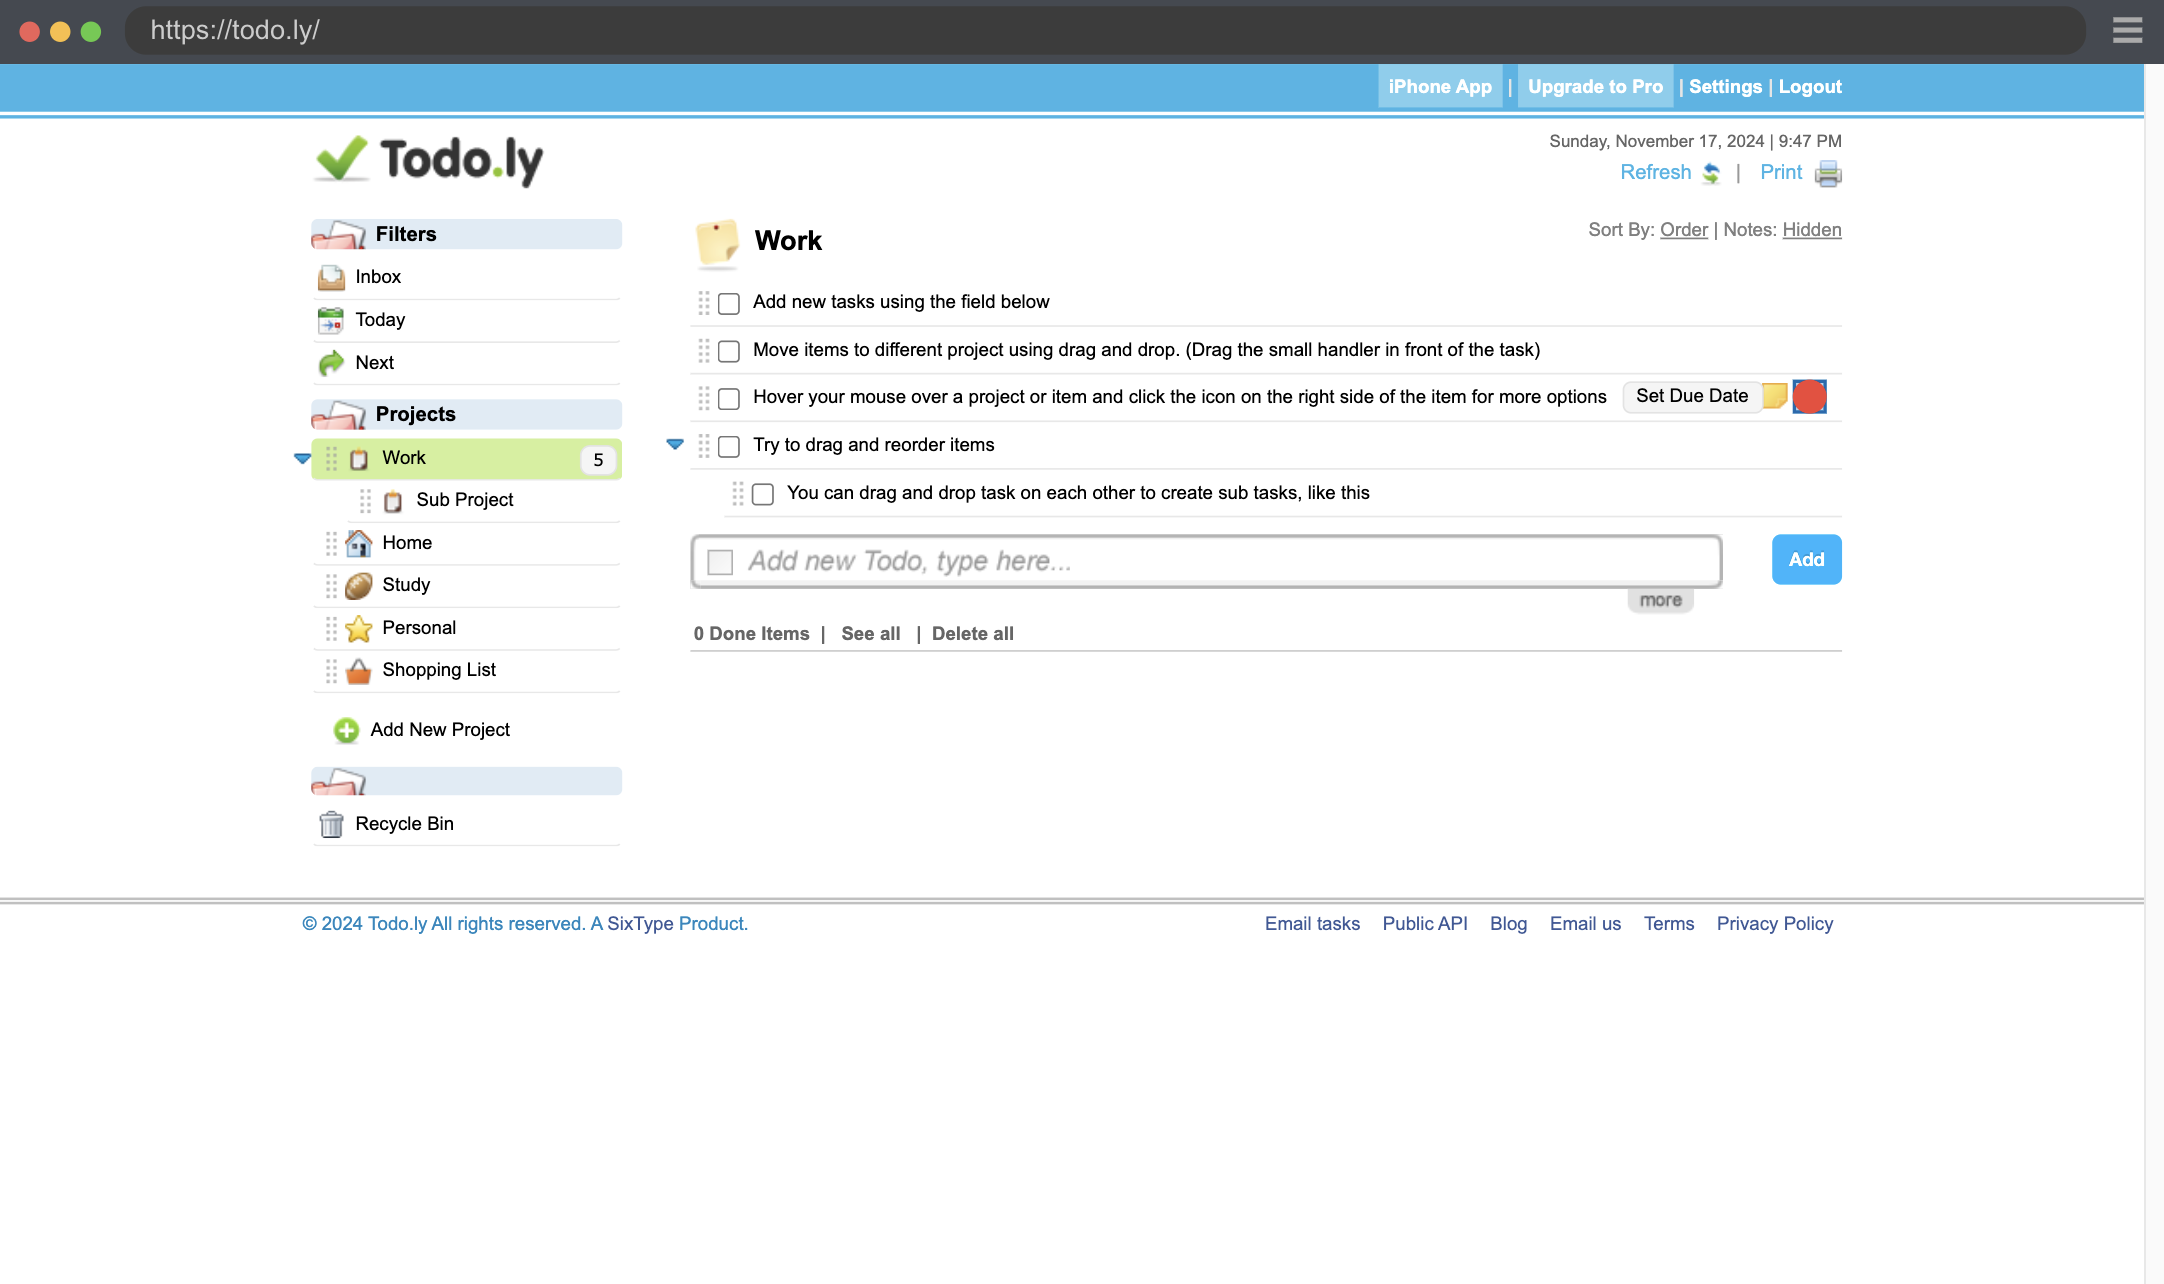 https://todo.ly/
iPhone App | Upgrade to Pro | Settings | Logout
Todo.ly
Sunday, November 17, 2024 | 9:47 PM
Refresh | Print
Filters
Inbox
Today
Next
Projects
Work 5
Sub Project
Home
Study
Personal
Shopping List
Add New Project
Recycle Bin
Work
Sort By: Order | Notes: Hidden
Add new tasks using the field below
Move items to different project using drag and drop. (Drag the small handler in front of the task)
Hover your mouse over a project or item and click the icon on the right side of the item for more options Set Due Date
Try to drag and reorder items
You can drag and drop task on each other to create sub tasks, like this
Add new Todo, type here...
Add
more
0 Done Items | See all | Delete all
© 2024 Todo.ly All rights reserved. A SixType Product.
Email tasks Public API Blog Email us Terms Privacy Policy